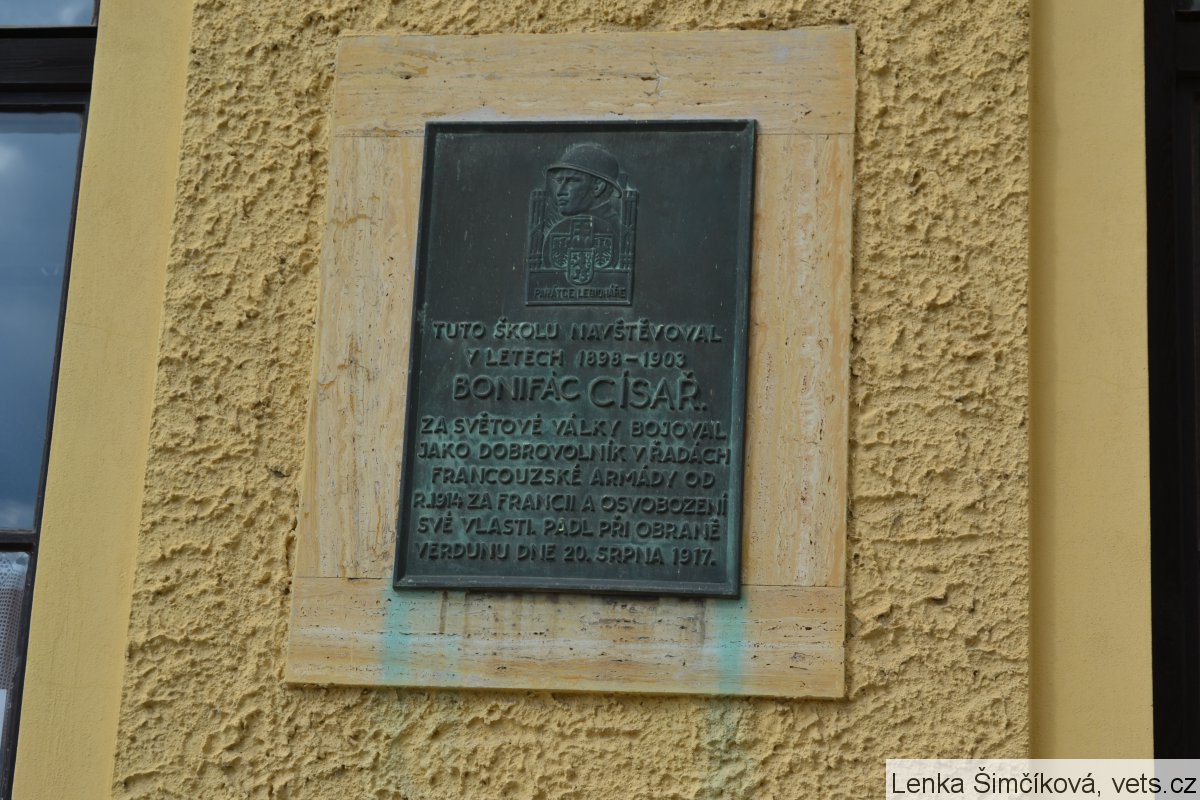 PAMÁTCE LEGIONÁŘE
TUTO ŠKOLU NAVŠTĚVOVAL
V LETECH 1898–1903
BONIFÁC CÍSAŘ.
ZA SVĚTOVÉ VÁLKY BOJOVAL
JAKO DOBROVOLNÍK V ŘADÁCH
FRANCOUZSKÉ ARMÁDY OD
R.1914 ZA FRANCII A OSVOBOZENÍ
SVÉ VLASTI. PADL PŘI OBRANĚ
VERDUNU DNE 20. SRPNA 1917.
Lenka Šimčíková, vets.cz